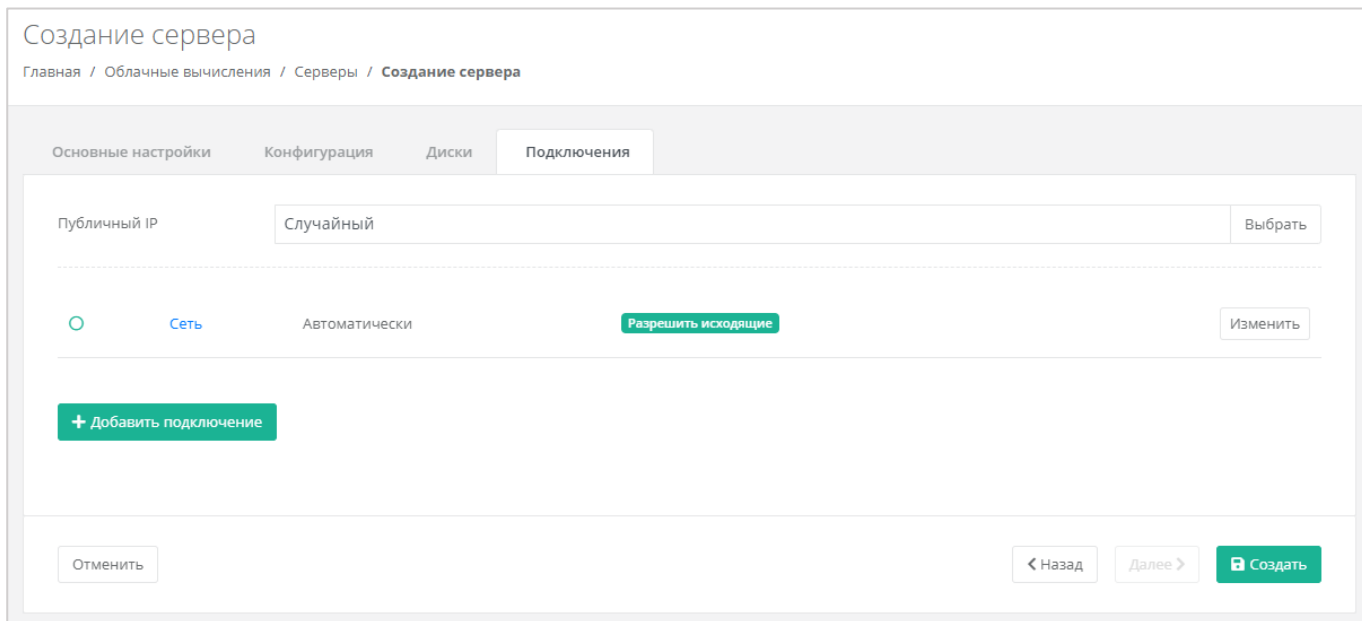 Создание сервера
Главная / Облачные вычисления / Серверы / Создание сервера
Основные настройки Конфигурация Диски Подключения
Публичный IP Случайный Выбрать
Сеть Автоматически Разрешить исходящие Изменить
+ Добавить подключение
Отменить Назад Далее Создать